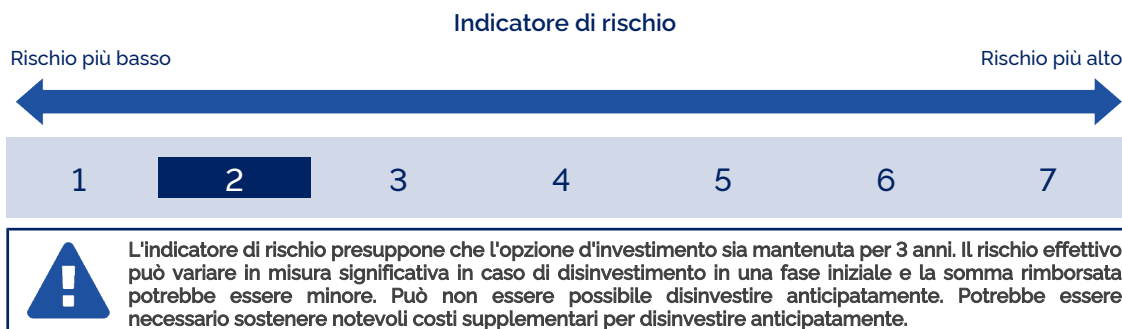 Indicatore di rischio
Rischio più basso
Rischio più alto
1 2 3 4 5 6 7
L'indicatore di rischio presuppone che l'opzione d'investimento sia mantenuta per 3 anni. Il rischio effettivo
può variare in misura significativa in caso di disinvestimento in una fase iniziale e la somma rimborsata
potrebbe essere minore. Può non essere possibile disinvestire anticipatamente. Potrebbe essere
necessario sostenere notevoli costi supplementari per disinvestire anticipatamente.